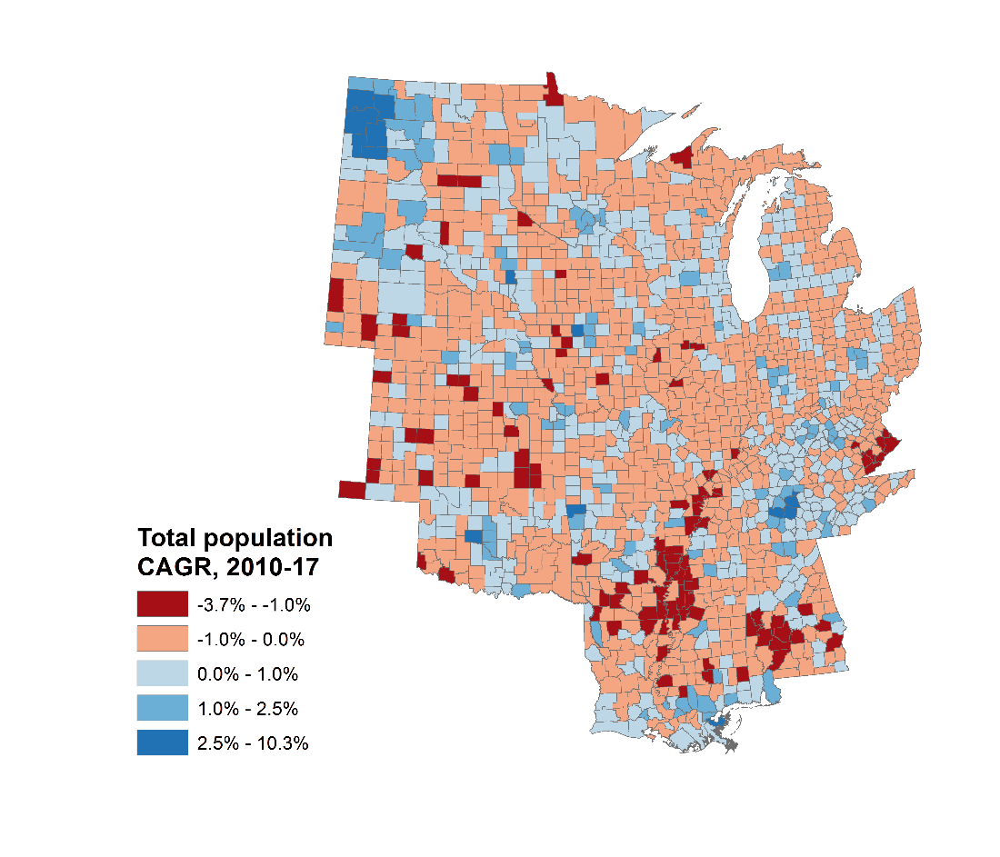 Total population
CAGR, 2010-17
-3.7% - -1.0%
-1.0% - 0.0%
0.0% - 1.0%
1.0% - 2.5%
2.5% - 10.3%